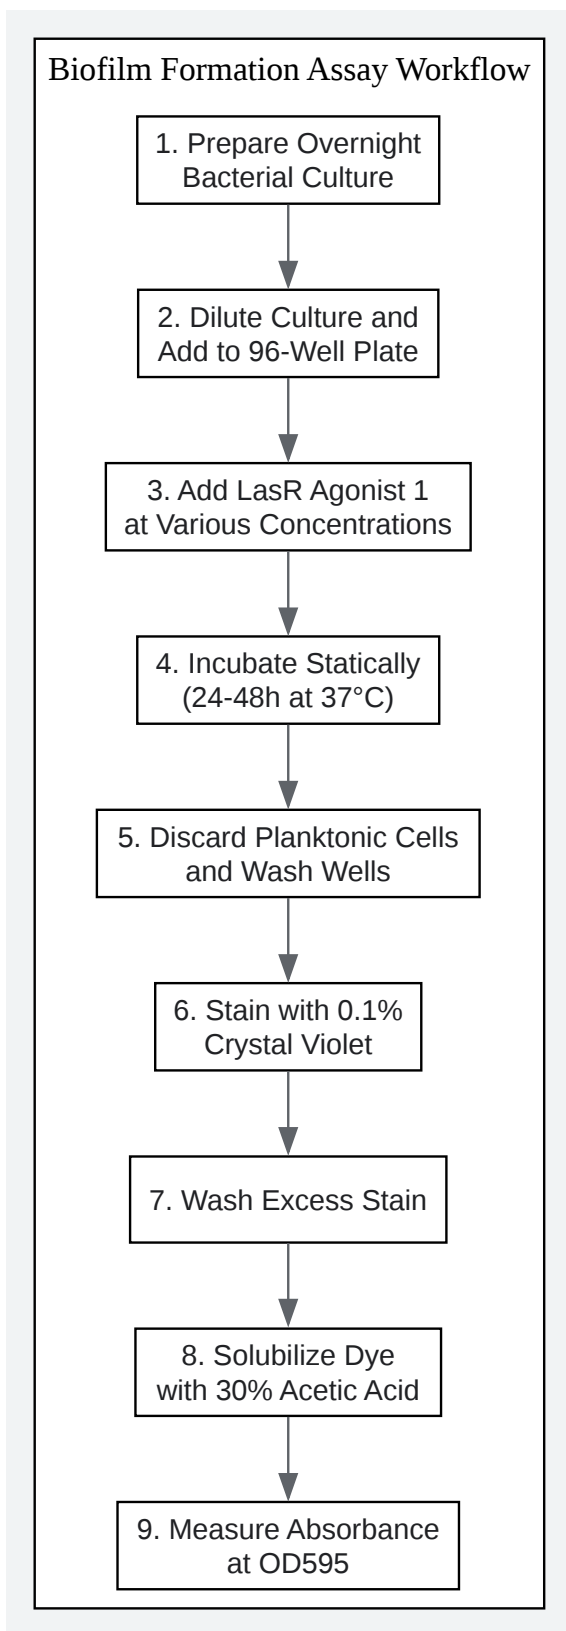 Biofilm Formation Assay Workflow
1. Prepare Overnight
Bacterial Culture
2. Dilute Culture and
Add to 96-Well Plate
3. Add LasR Agonist 1
at Various Concentrations
4. Incubate Statically
(24-48h at 37°C)
5. Discard Planktonic Cells
and Wash Wells
6. Stain with 0.1%
Crystal Violet
7. Wash Excess Stain
8. Solubilize Dye
with 30% Acetic Acid
9. Measure Absorbance
at OD595